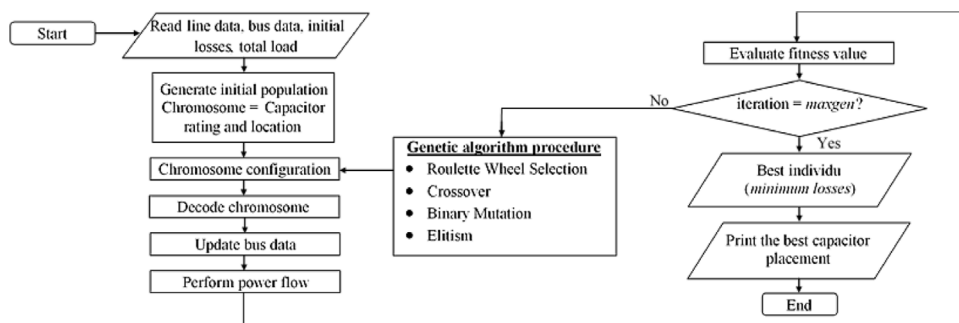 Start
Read line data, bus data, initial
losses, total load
Generate initial population
Chromosome = Capacitor
rating and location
Chromosome configuration
Decode chromosome
Update bus data
Perform power flow
Genetic algorithm procedure
● Roulette Wheel Selection
● Crossover
● Binary Mutation
● Elitism
Evaluate fitness value
iteration = maxgen?
No
Yes
Best individu
(minimum losses)
Print the best capacitor
placement
End